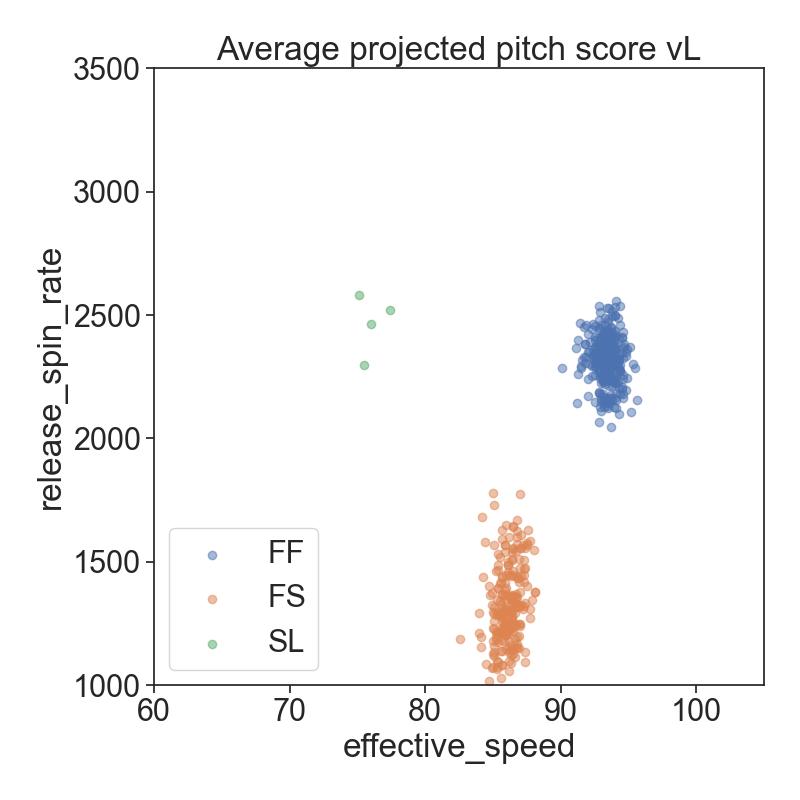 Average projected pitch score vL
3500
3000
2500
2000
1500
1000
release_spin_rate
FF
FS
SL
60
70
80
90
100
effective_speed